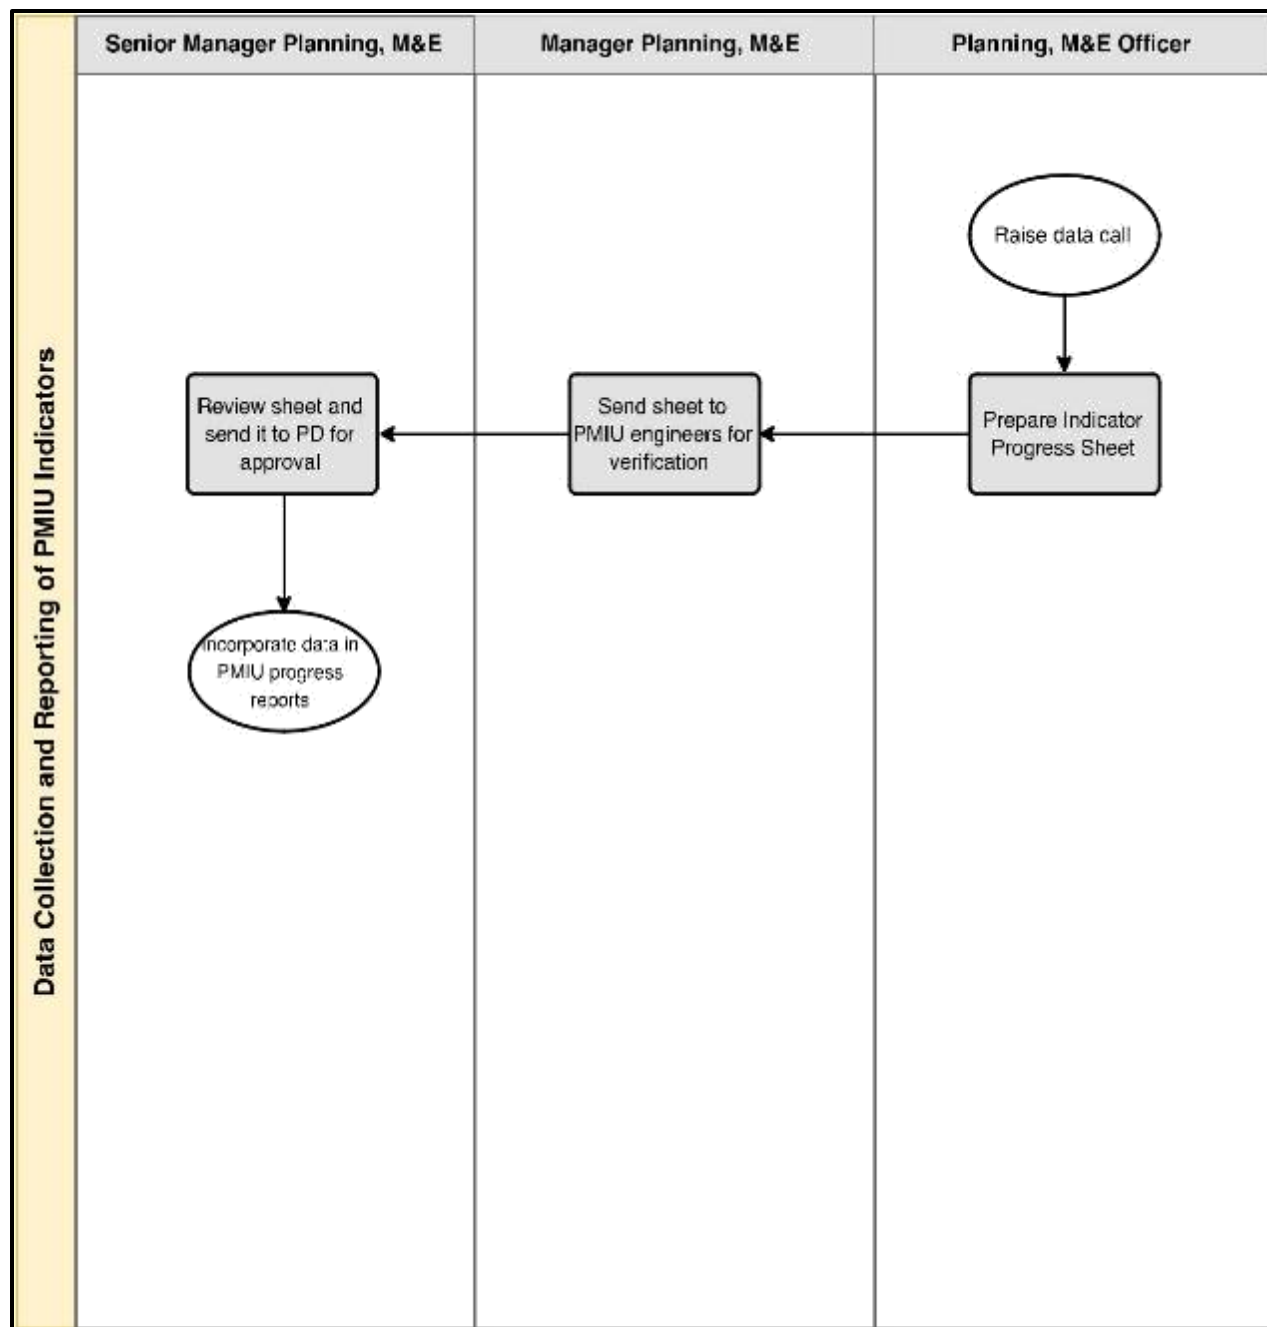 Senior Manager Planning, M&E
Manager Planning, M&E
Planning, M&E Officer
Data Collection and Reporting of PMIU Indicators
Raise data call
Prepare Indicator
Progress Sheet
Send sheet to
PMIU engineers for
verification
Review sheet and
send it to PD for
approval
Incorporate data in
PMIU progress
reports